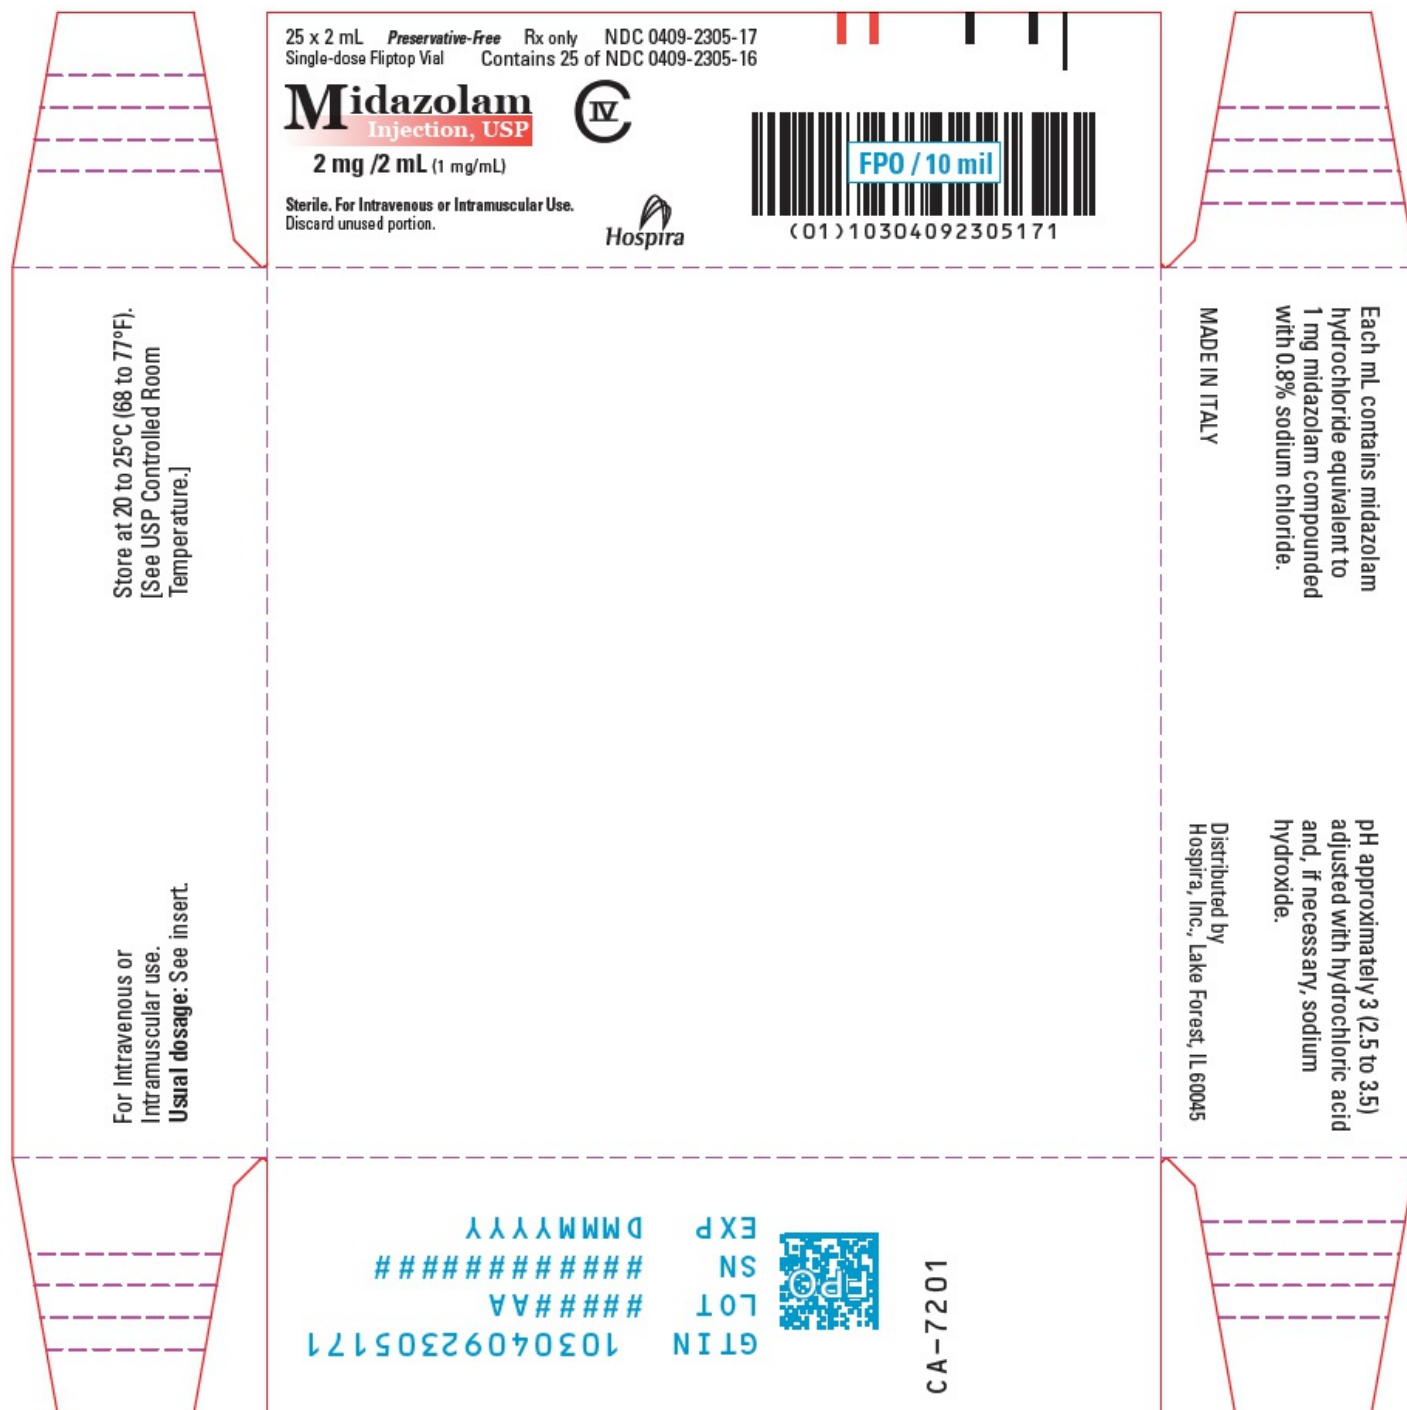 25 x 2 mL Preservative-Free Rx only NDC 0409-2305-17
Single-dose Fliptop Vial Contains 25 of NDC 0409-2305-16
Midazolam
Injection, USP
CIV
2 mg /2 mL (1 mg/mL)
Sterile. For Intravenous or Intramuscular Use.
Discard unused portion.
Hospira
FPO / 10 mil
(01)10304092305171
Store at 20 to 25°C (68 to 77°F).
[See USP Controlled Room
Temperature.]
For Intravenous or
Intramuscular use.
Usual dosage: See insert.
Each mL contains midazolam
hydrochloride equivalent to
1 mg midazolam compounded
with 0.8% sodium chloride.
MADE IN ITALY
pH approximately 3 (2.5 to 3.5)
adjusted with hydrochloric acid
and, if necessary, sodium
hydroxide.
Distributed by
Hospira, Inc., Lake Forest, IL 60045
GTIN 10304092305171
LOT ######AA
SN ############
EXP DMMMYYYY
FPO
CA-7201